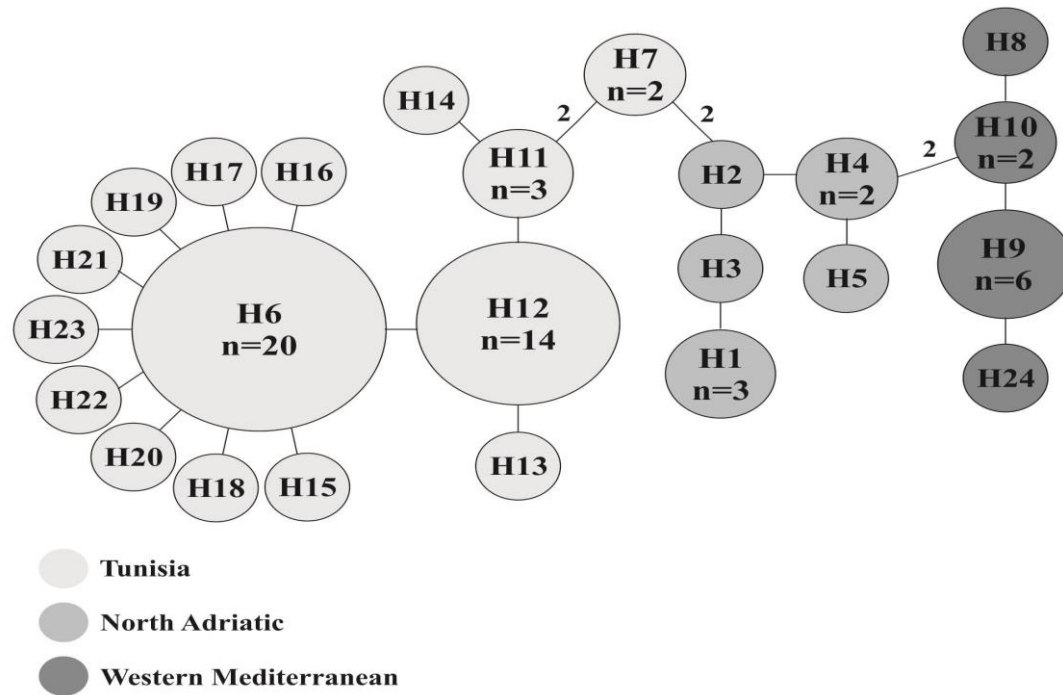 H8
H7
n=2
H14
2
2
H10
n=2
2
H11
n=3
H2
H4
n=2
H17
H16
H19
H21
H3
H5
H9
n=6
H23
H6
n=20
H12
n=14
H22
H1
n=3
H24
H20
H18
H15
H13
Tunisia
North Adriatic
Western Mediterranean